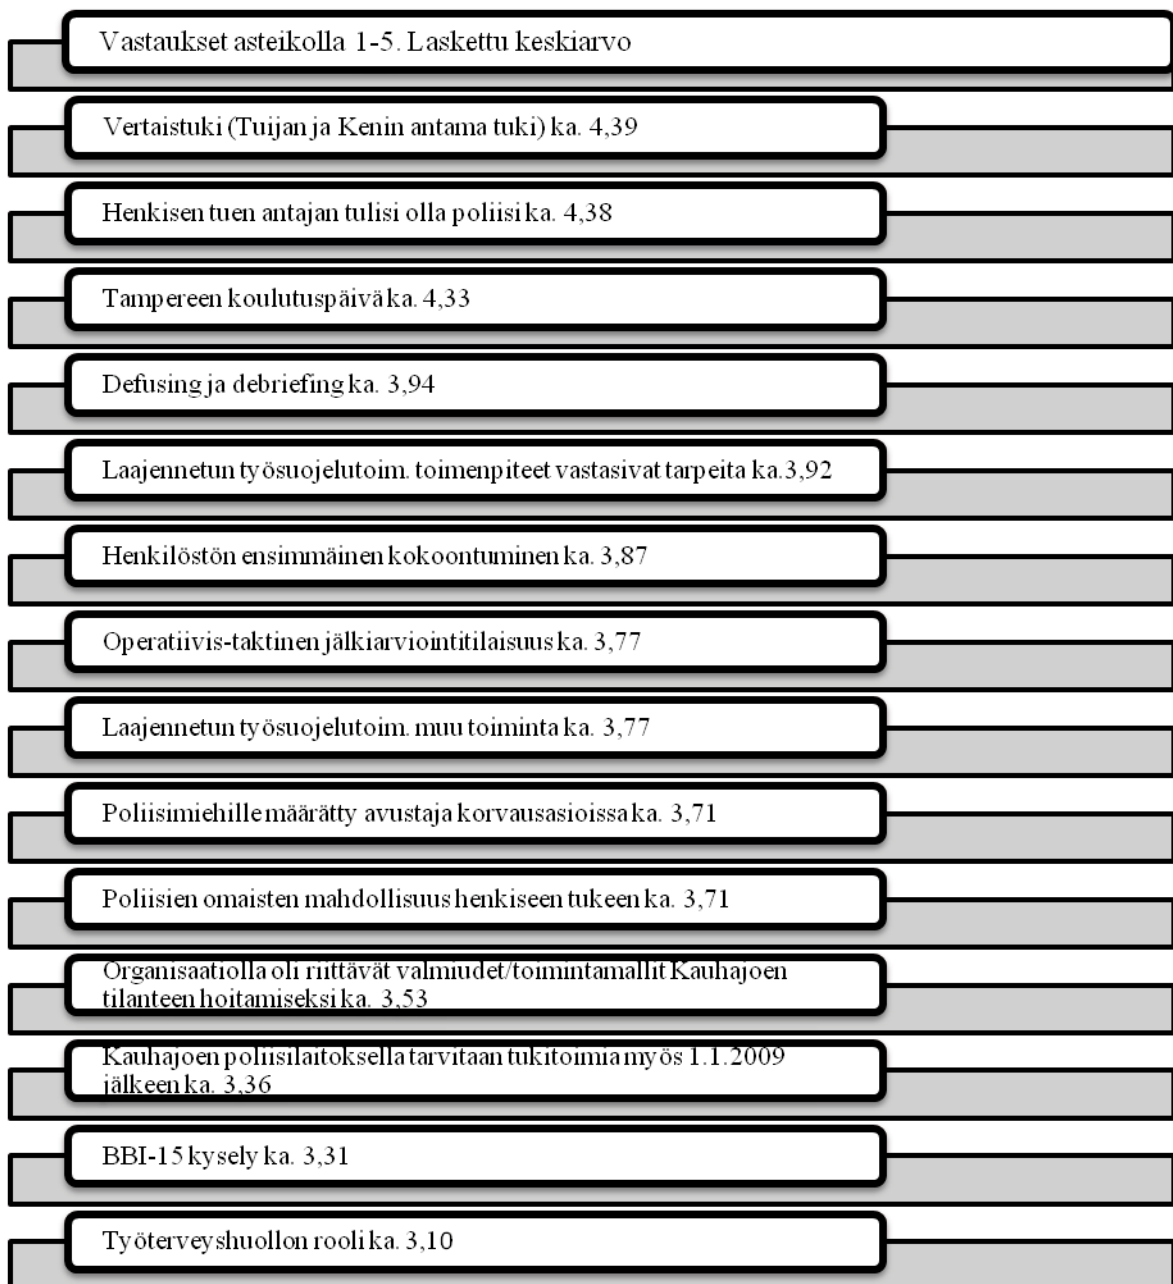 Vastaukset asteikolla 1-5. Laskettu keskiarvo
Vertaistuki (Tuijan ja Kenin antama tuki) ka. 4,39
Henkisen tuen antajan tulisi olla poliisi ka. 4,38
Tampereen koulutuspäivä ka. 4,33
Defusing ja debriefing ka. 3,94
Laajennetun työsuojelutoim. toimenpiteet vastasivat tarpeita ka.3,92
Henkilöstön ensimmäinen kokoontuminen ka. 3,87
Operatiivis-taktinen jälkiarviointitilaisuus ka. 3,77
Laajennetun työsuojelutoim. muu toiminta ka. 3,77
Poliisimiehille määrätty avustaja korvausasioissa ka. 3,71
Poliisien omaisten mahdollisuus henkiseen tukeen ka. 3,71
Organisaatiolla oli riittävät valmiudet/toimintamallit Kauhajoen
tilanteen hoitamiseksi ka. 3,53
Kauhajoen poliisilaitoksella tarvitaan tukitoimia myös 1.1.2009
jälkeen ka. 3,36
BBI-15 kysely ka. 3,31
Työterveyshuollon rooli ka. 3,10